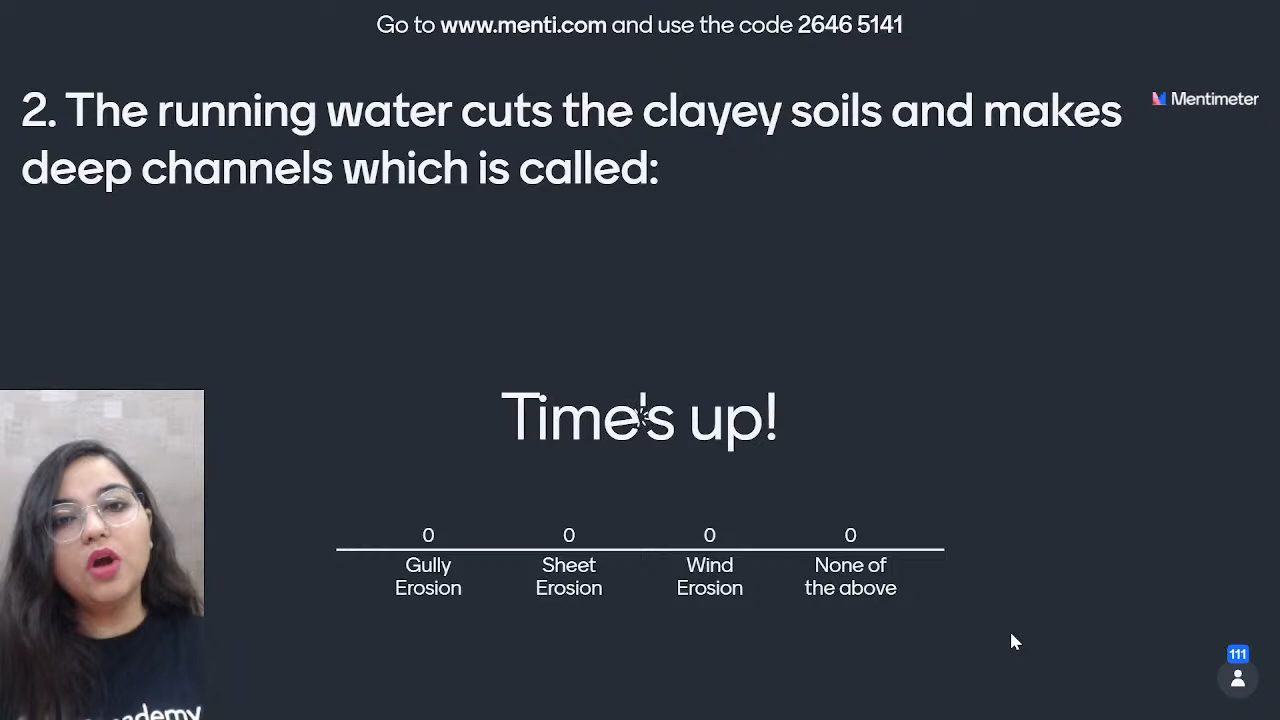 Go to www.menti.com and use the code 2646 5141
2. The running water cuts the clayey soils and makes
deep channels which is called:
Mentimeter
Time's up!
0 0 0 0
Gully Sheet Wind None of
Erosion Erosion Erosion the above
111